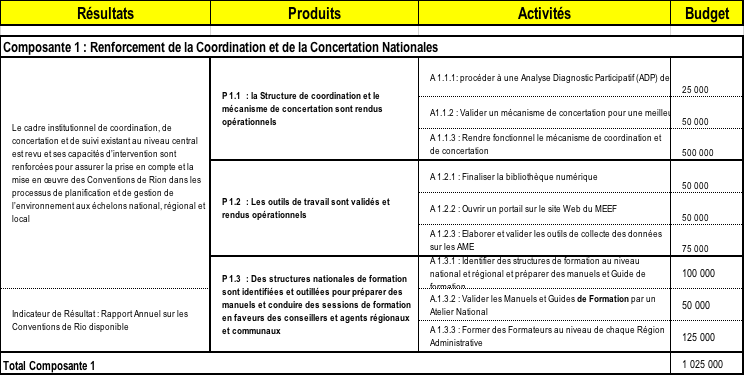 Résultats Produits Activités Budget
Composante 1 : Renforcement de la Coordination et de la Concertation Nationales
Le cadre institutionnel de coordination, de
concertation et de suivi existant au niveau central
est revu et ses capacités d'intervention sont
renforcées pour assurer la prise en compte et la
mise en œuvre des Conventions de Rion dans les
processus de planification et de gestion de
l'environnement aux échelons national, régional et
local
Indicateur de Résultat : Rapport Annuel sur les
Conventions de Rio disponible
P 1.1 : la Structure de coordination et le
mécanisme de concertation sont rendus
opérationnels
A 1.1.1: procéder à une Analyse Diagnostic Participatif (ADP) de
25 000
A1.1.2 : Valider un mécanisme de concertation pour une meilleu
50 000
A 1.1.3 : Rendre fonctionnel le mécanisme de coordination et
de concertation
500 000
P 1.2 : Les outils de travail sont validés et
rendus opérationnels
A 1.2.1 : Finaliser la bibliothèque numérique
50 000
A 1.2.2 : Ouvrir un portail sur le site Web du MEEF
50 000
A 1.2.3 : Elaborer et valider les outils de collecte des données
sur les AME
75 000
P 1.3 : Des structures nationales de formation
sont identifiées et outillées pour préparer des
manuels et conduire des sessions de formation
en faveurs des conseillers et agents régionaux
et communaux
A 1.3.1 : Identifier des structures de formation au niveau
national et régional et préparer des manuels et Guide de
formation
100 000
A.1.3.2 : Valider les Manuels et Guides de Formation par un
Atelier National
50 000
A 1.3.3 : Former des Formateurs au niveau de chaque Région
Administrative
125 000
Total Composante 1 1 025 000